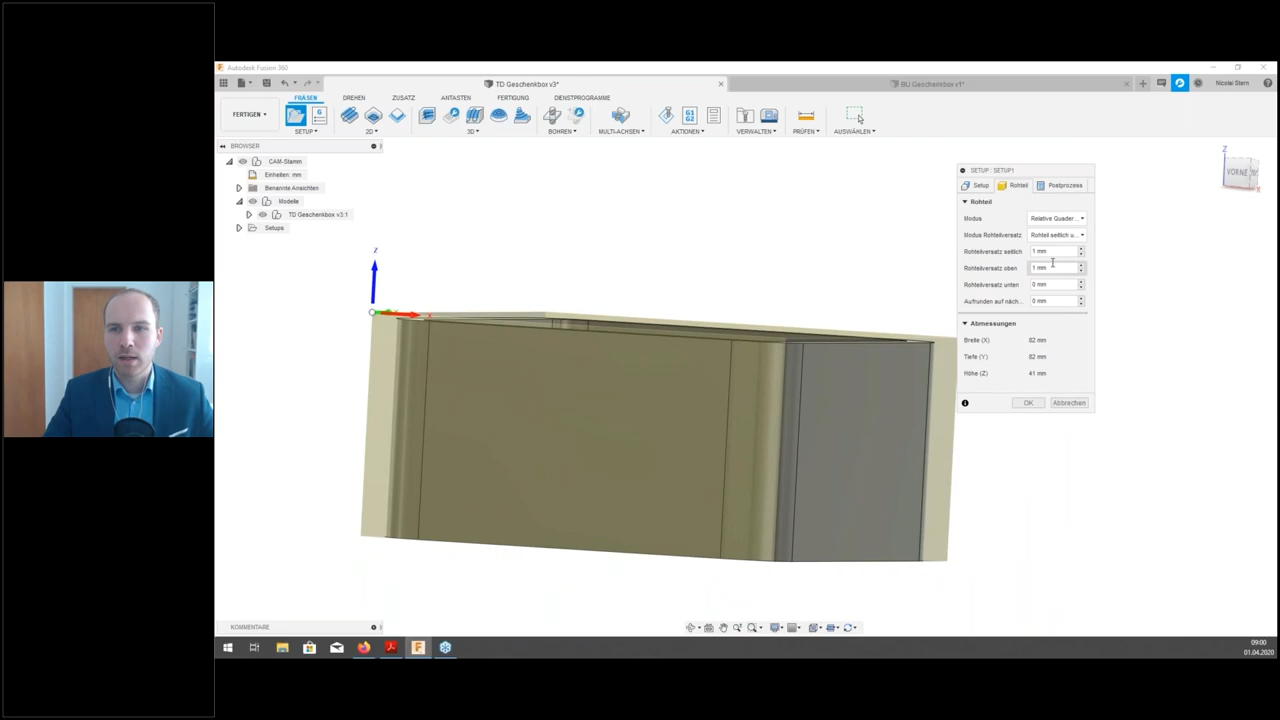 Autodesk Fusion 360
TD Geschenkbox v3*
BU Geschenkbox v1*
Nicolai Stern
FERTIGEN
FRÄSEN
DREHEN
ZUSATZ
ANTASTEN
FERTIGUNG
DIENSTPROGRAMME
G1
G2
SETUP
2D
3D
BOHREN
MULTI-ACHSEN
AKTIONEN
VERWALTEN
PRÜFEN
AUSWÄHLEN
BROWSER
CAM-Stamm
Einheiten: mm
Benannte Ansichten
Modelle
TD Geschenkbox v3:1
Setups
Z
X
Z
VORNE
X
SETUP : SETUP1
Setup
Rohteil
Postprozess
Rohteil
Modus
Relative Quader...
Modus Rohteilversatz
Rohteil seitlich u...
Rohteilversatz seitlich
1 mm
Rohteilversatz oben
1 mm
Rohteilversatz unten
0 mm
Aufrunden auf näch...
0 mm
Abmessungen
Breite (X)
82 mm
Tiefe (Y)
82 mm
Höhe (Z)
41 mm
OK
Abbrechen
KOMMENTARE
09:00
01.04.2020